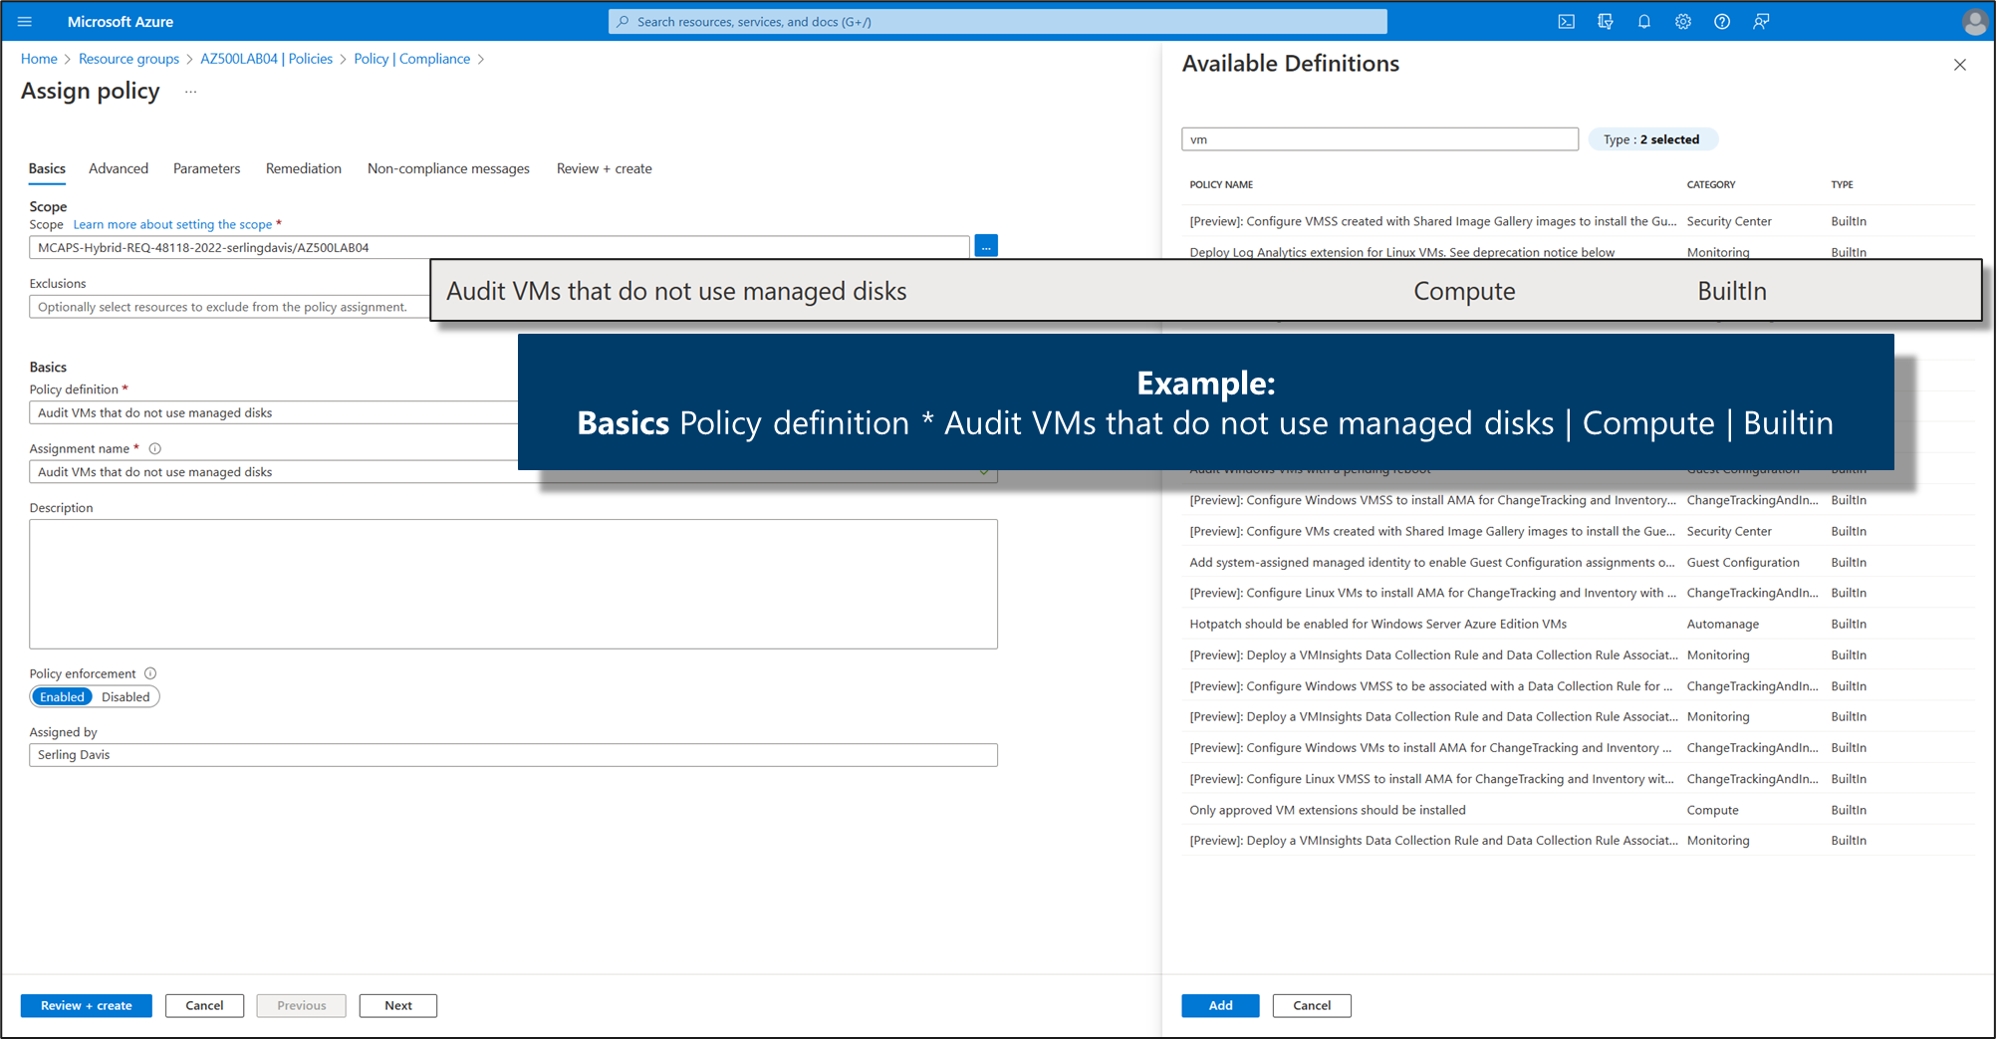 Microsoft Azure
Search resources, services, and docs (G+/)
Home > Resource groups > AZ500LAB04 | Policies > Policy | Compliance >
Assign policy ...
Basics Advanced Parameters Remediation Non-compliance messages Review + create
Scope
Scope Learn more about setting the scope *
MCAPS-Hybrid-REQ-48118-2022-serlingdavis/AZ500LAB04
...
Exclusions
Optionally select resources to exclude from the policy assignment.
Basics
Policy definition *
Audit VMs that do not use managed disks
Assignment name *
Audit VMs that do not use managed disks
Description
Policy enforcement
Enabled Disabled
Assigned by
Serling Davis
Review + create Cancel Previous Next
Available Definitions
vm
Type : 2 selected
POLICY NAME CATEGORY TYPE
[Preview]: Configure VMSS created with Shared Image Gallery images to install the Gu... Security Center BuiltIn
Deploy Log Analytics extension for Linux VMs. See deprecation notice below Monitoring BuiltIn
Audit VMs that do not use managed disks Compute BuiltIn
Example:
Basics Policy definition * Audit VMs that do not use managed disks | Compute | Builtin
Audit Windows VMs with a pending reboot Guest Configuration BuiltIn
[Preview]: Configure Windows VMSS to install AMA for ChangeTracking and Inventory... ChangeTrackingAndIn... BuiltIn
[Preview]: Configure VMs created with Shared Image Gallery images to install the Gue... Security Center BuiltIn
Add system-assigned managed identity to enable Guest Configuration assignments o... Guest Configuration BuiltIn
[Preview]: Configure Linux VMs to install AMA for ChangeTracking and Inventory with ... ChangeTrackingAndIn... BuiltIn
Hotpatch should be enabled for Windows Server Azure Edition VMs Automanage BuiltIn
[Preview]: Deploy a VMInsights Data Collection Rule and Data Collection Rule Associat... Monitoring BuiltIn
[Preview]: Configure Windows VMSS to be associated with a Data Collection Rule for ... ChangeTrackingAndIn... BuiltIn
[Preview]: Deploy a VMInsights Data Collection Rule and Data Collection Rule Associat... Monitoring BuiltIn
[Preview]: Configure Windows VMs to install AMA for ChangeTracking and Inventory ... ChangeTrackingAndIn... BuiltIn
[Preview]: Configure Linux VMSS to install AMA for ChangeTracking and Inventory wit... ChangeTrackingAndIn... BuiltIn
Only approved VM extensions should be installed Compute BuiltIn
[Preview]: Deploy a VMInsights Data Collection Rule and Data Collection Rule Associat... Monitoring BuiltIn
Add Cancel